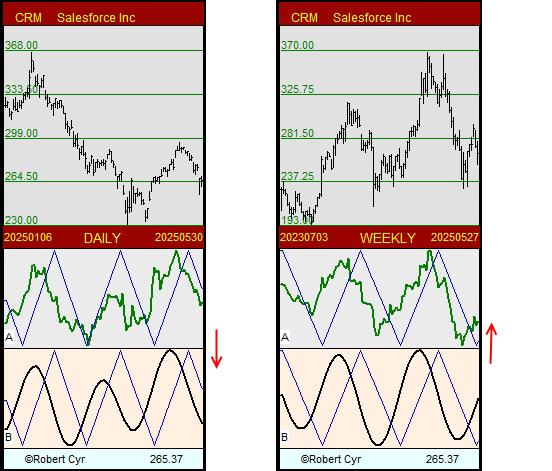 CRM Salesforce Inc
368.00
333.50
299.00
264.50
230.00
20250106 DAILY 20250530
A
B
©Robert Cyr 265.37
CRM Salesforce Inc
370.00
325.75
281.50
237.25
193.00
20230703 WEEKLY 20250527
A
B
©Robert Cyr 265.37